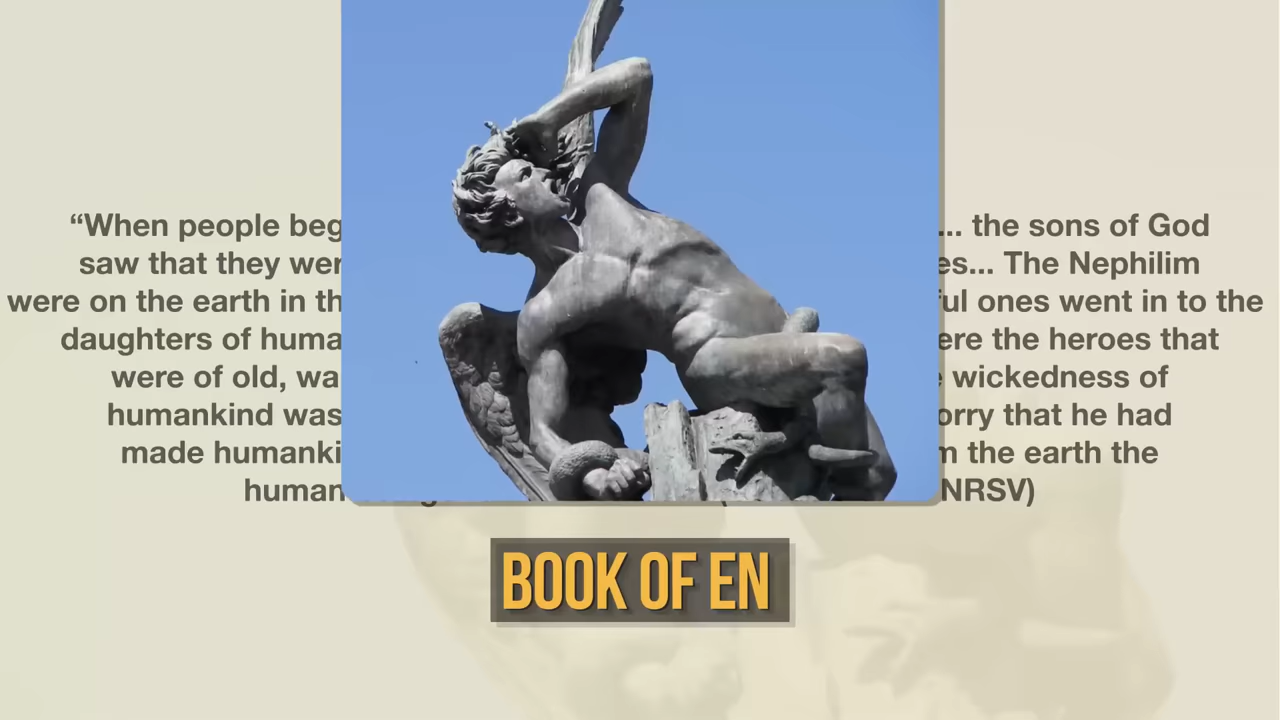 “When people beg ... the sons of God
saw that they wer es... The Nephilim
were on the earth in th ful ones went in to the
daughters of huma ere the heroes that
were of old, wa e wickedness of
humankind was orry that he had
made humanki m the earth the
human NRSV)
BOOK OF EN